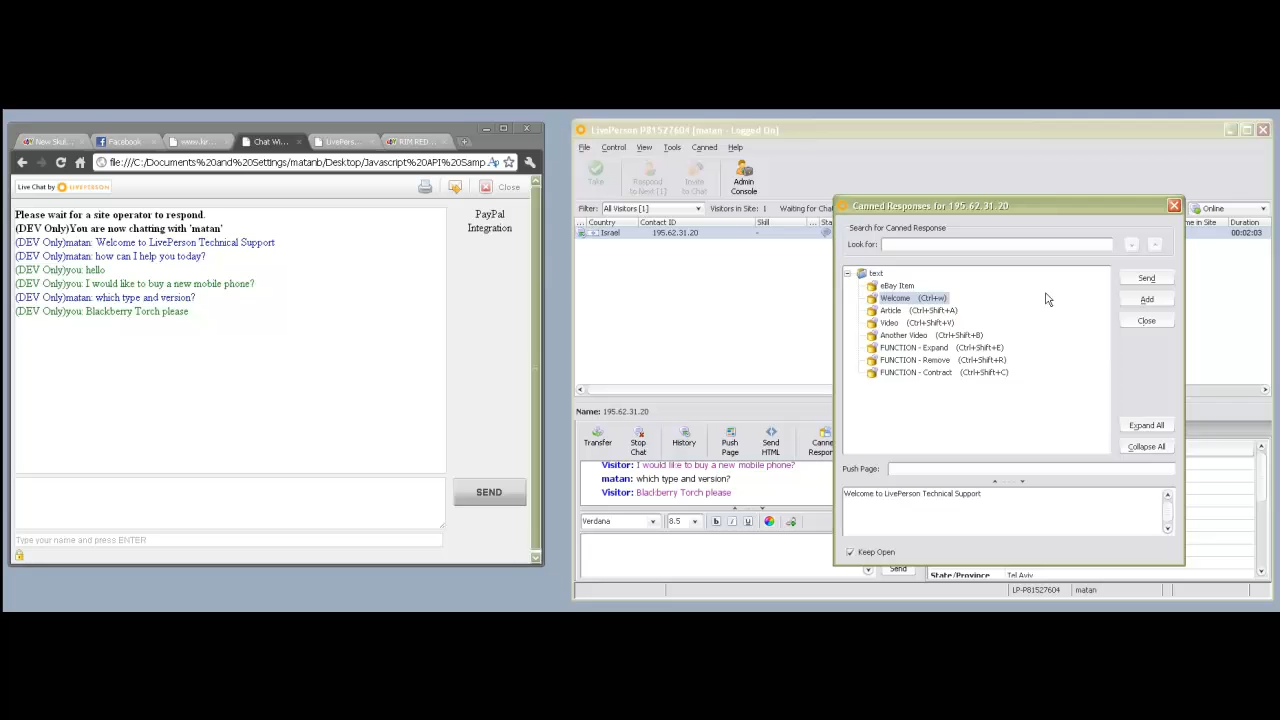 New Skul...
Facebook
www.lur...
Chat Wi...
LivePers...
RIM RED...
file:///C:/Documents%20and%20Settings/matanb/Desktop/Javascript%20API%20Samp
Live Chat by LIVEPERSON
Close
Please wait for a site operator to respond.
(DEV Only)You are now chatting with 'matan'
(DEV Only)matan: Welcome to LivePerson Technical Support
(DEV Only)matan: how can I help you today?
(DEV Only)you: hello
(DEV Only)you: I would like to buy a new mobile phone?
(DEV Only)matan: which type and version?
(DEV Only)you: Blackberry Torch please
PayPal
Integration
SEND
Type your name and press ENTER
LivePerson P81527604 [matan - Logged On]
File Control View Tools Canned Help
Take
Respond
to Next [1]
Invite
to Chat
Admin
Console
Filter: All Visitors [1] Visitors in Site: 1 Waiting for Cha
Online
... Country Contact ID Skill ... Sta
me in Site Duration
Israel 195.62.31.20 -
00:02:03
Name: 195.62.31.20
Transfer
Stop
Chat
History
Push
Page
Send
HTML
Canne
Respon
Visitor: I would like to buy a new mobile phone?
matan: which type and version?
Visitor: Blackberry Torch please
Verdana 8.5 b i U
Send
State/Province Tel Aviv
LP-P81527604 matan
Canned Responses for 195.62.31.20
Search for Canned Response
Look for:
text
eBay Item
Welcome (Ctrl+w)
Article (Ctrl+Shift+A)
Video (Ctrl+Shift+V)
Another Video (Ctrl+Shift+B)
FUNCTION - Expand (Ctrl+Shift+E)
FUNCTION - Remove (Ctrl+Shift+R)
FUNCTION - Contract (Ctrl+Shift+C)
Send
Add
Close
Expand All
Collapse All
Push Page:
Welcome to LivePerson Technical Support
Keep Open